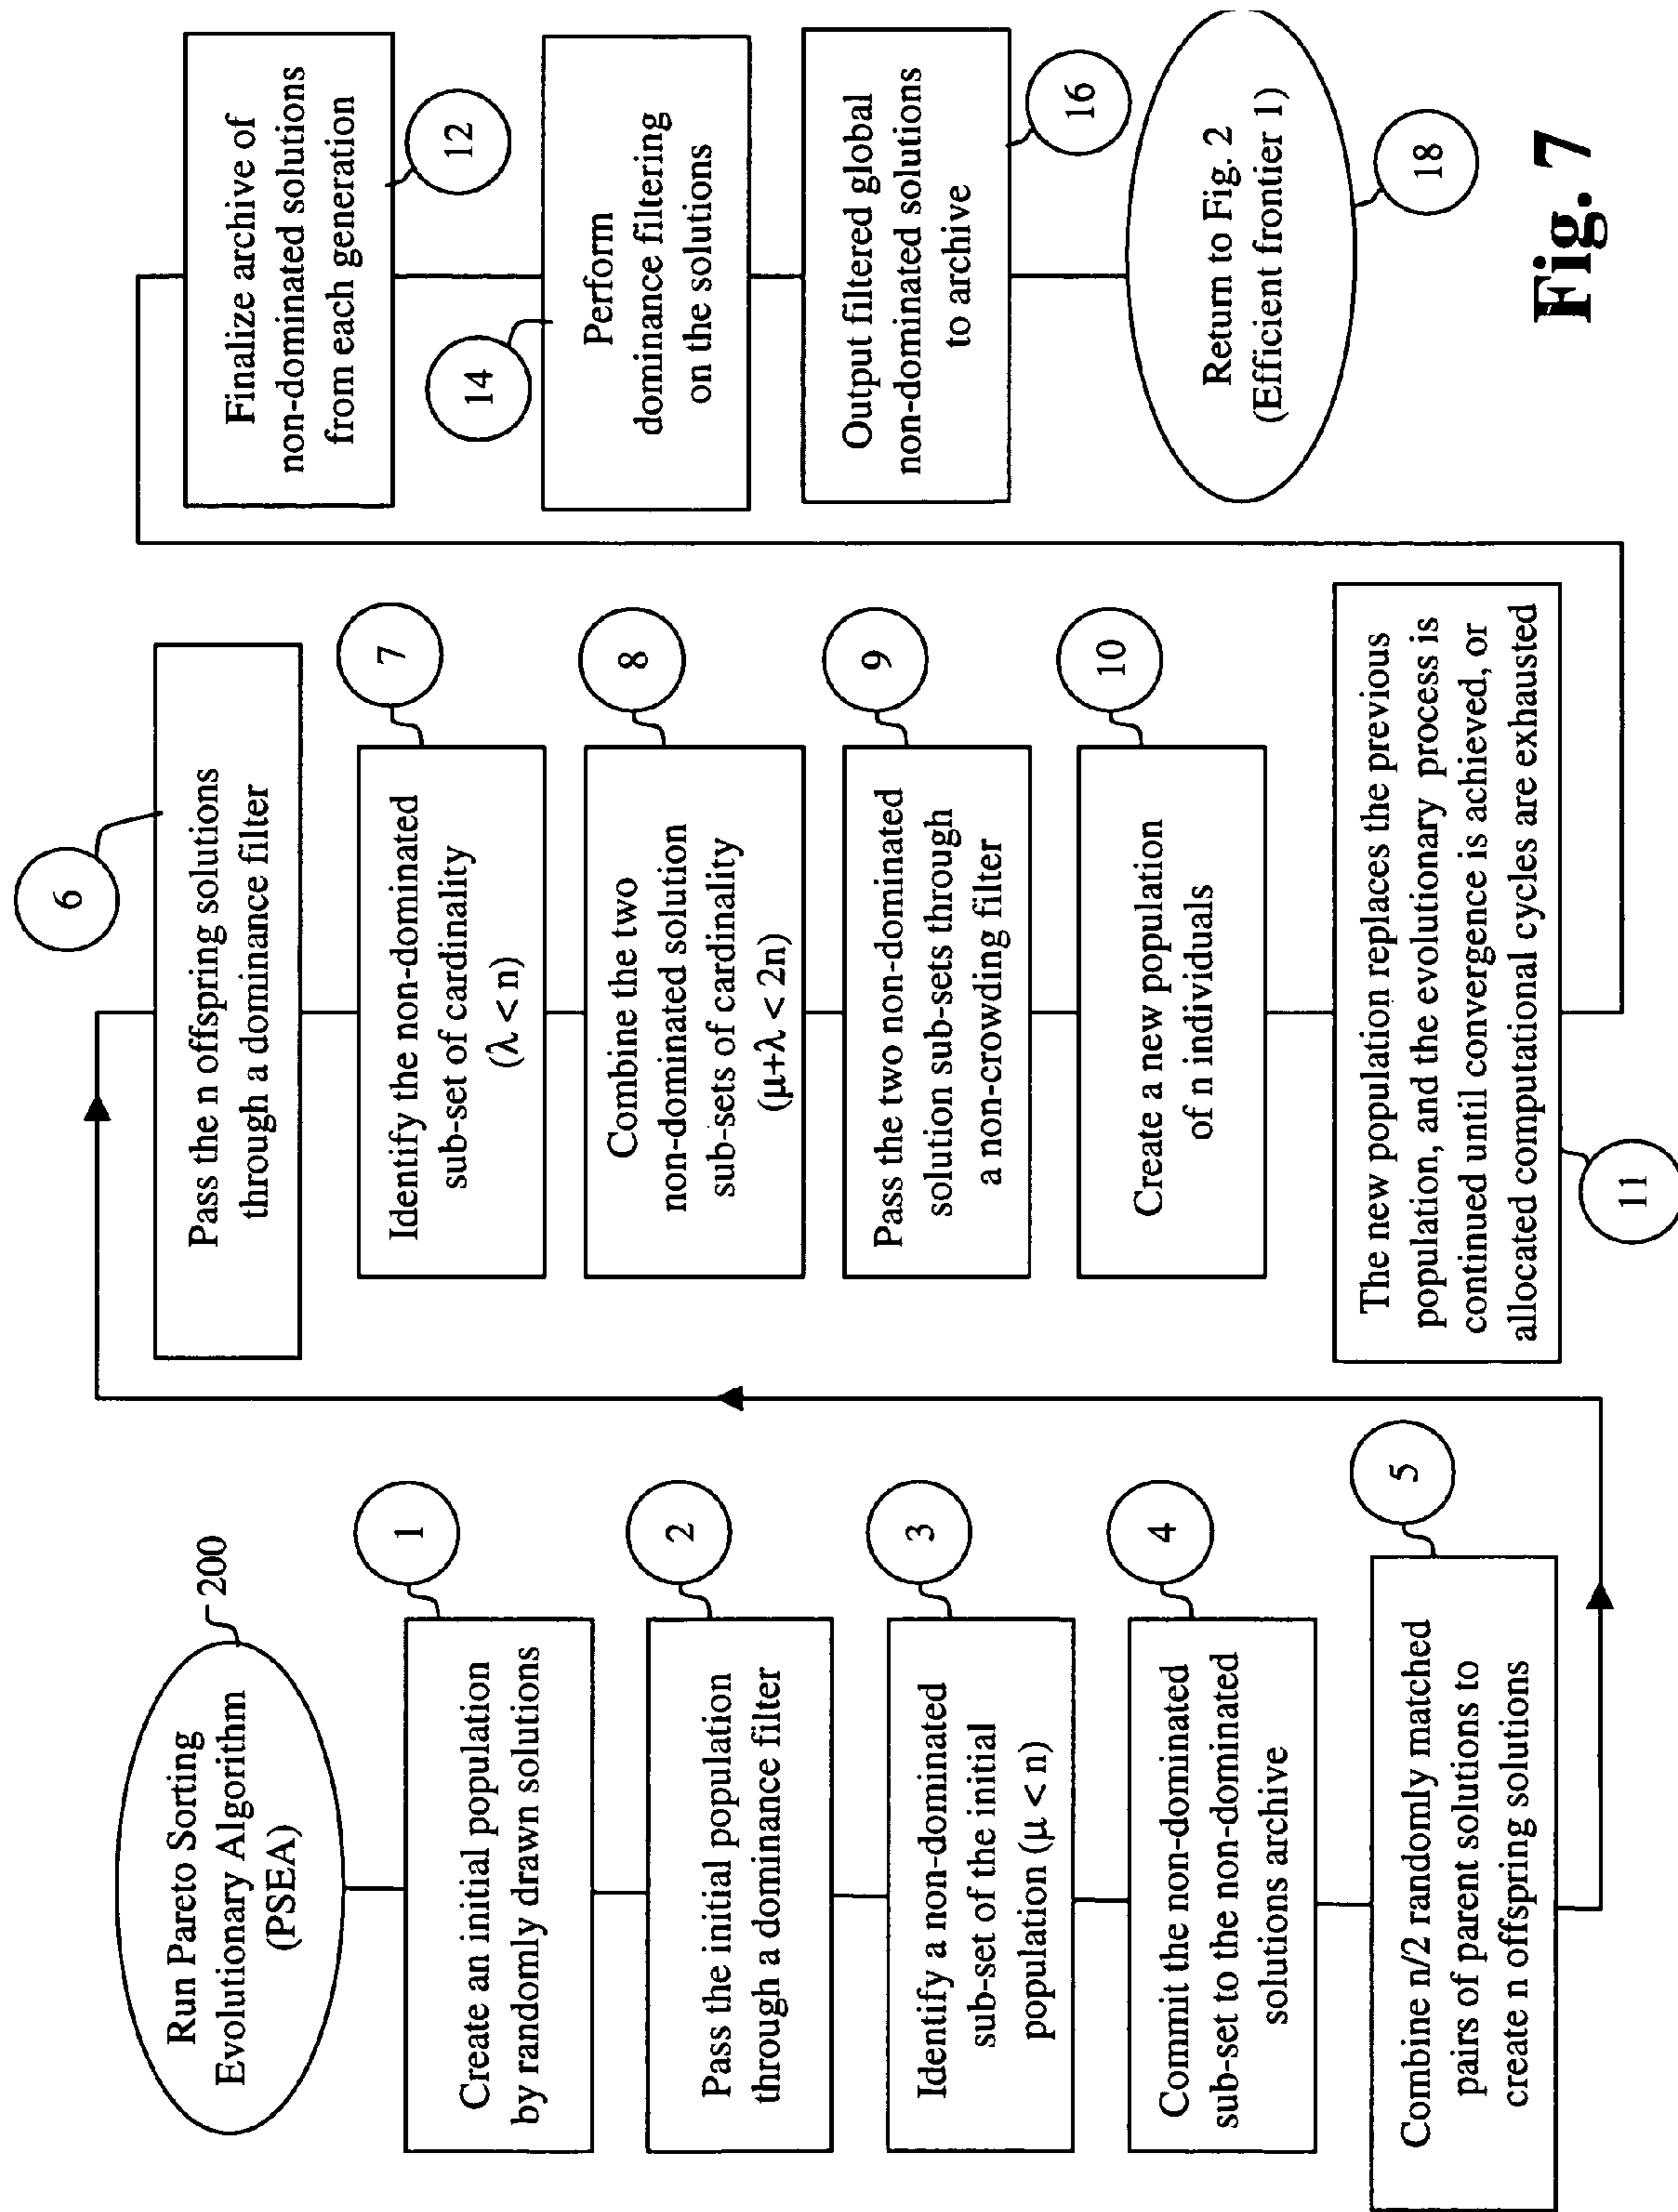 Run Pareto Sorting
Evolutionary Algorithm
(PSEA)
200
Create an initial population
by randomly drawn solutions
1
Pass the initial population
through a dominance filter
2
Identify a non-dominated
sub-set of the initial
population (μ < n)
3
Commit the non-dominated
sub-set to the non-dominated
solutions archive
4
Combine n/2 randomly matched
pairs of parent solutions to
create n offspring solutions
5
6
Pass the n offspring solutions
through a dominance filter
Identify the non-dominated
sub-set of cardinality
(λ < n)
7
Combine the two
non-dominated solution
sub-sets of cardinality
(μ+λ < 2n)
8
Pass the two non-dominated
solution sub-sets through
a non-crowding filter
9
Create a new population
of n individuals
10
The new population replaces the previous
population, and the evolutionary process is
continued until convergence is achieved, or
allocated computational cycles are exhausted
11
Finalize archive of
non-dominated solutions
from each generation
12
14
Perform
dominance filtering
on the solutions
Output filtered global
non-dominated solutions
to archive
16
Return to Fig. 2
(Efficient frontier 1)
18
Fig. 7